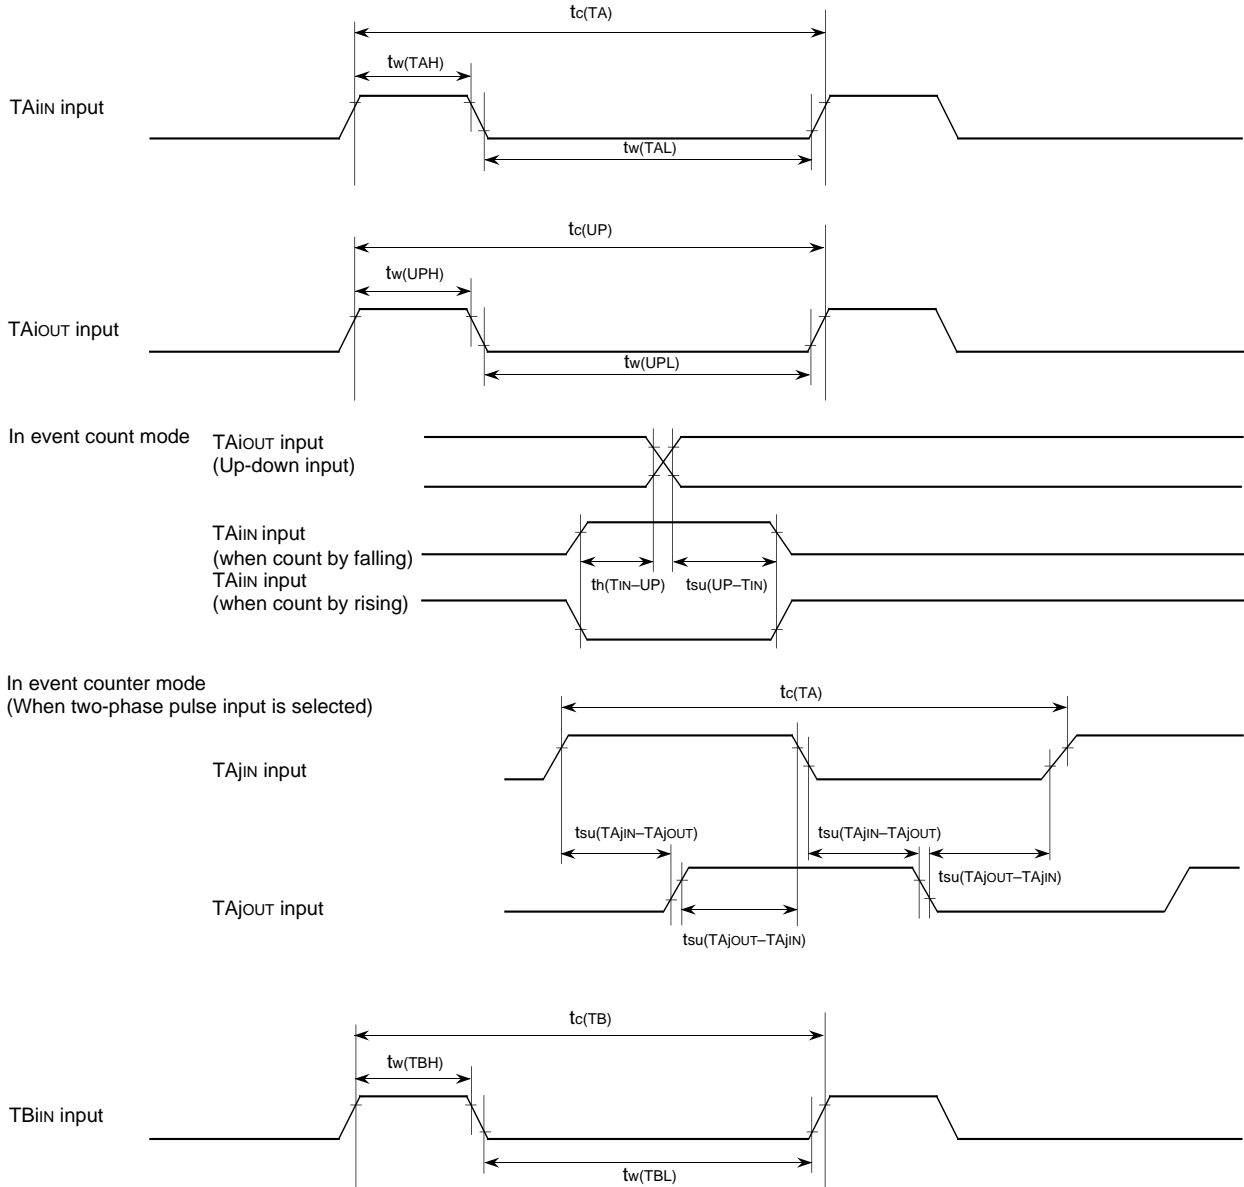 tc(TA)
tw(TAH)
TAiIN input
tw(TAL)
tc(UP)
tw(UPH)
TAiOUT input
tw(UPL)
In event count mode
TAiOUT input
(Up-down input)
TAiIN input
(when count by falling)
th(TIN–UP)
tsu(UP–TIN)
TAiIN input
(when count by rising)
In event counter mode
(When two-phase pulse input is selected)
tc(TA)
TAjIN input
tsu(TAjIN–TAjOUT)
tsu(TAjIN–TAjOUT)
tsu(TAjOUT–TAjIN)
TAjOUT input
tsu(TAjOUT–TAjIN)
tc(TB)
tw(TBH)
TBiIN input
tw(TBL)